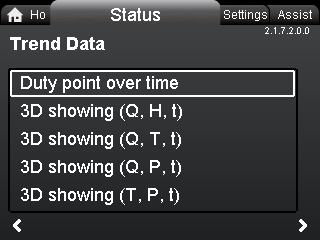 Ho Status Settings Assist
2.1.7.2.0.0
Trend Data
Duty point over time
3D showing (Q, H, t)
3D showing (Q, T, t)
3D showing (Q, P, t)
3D showing (T, P, t)